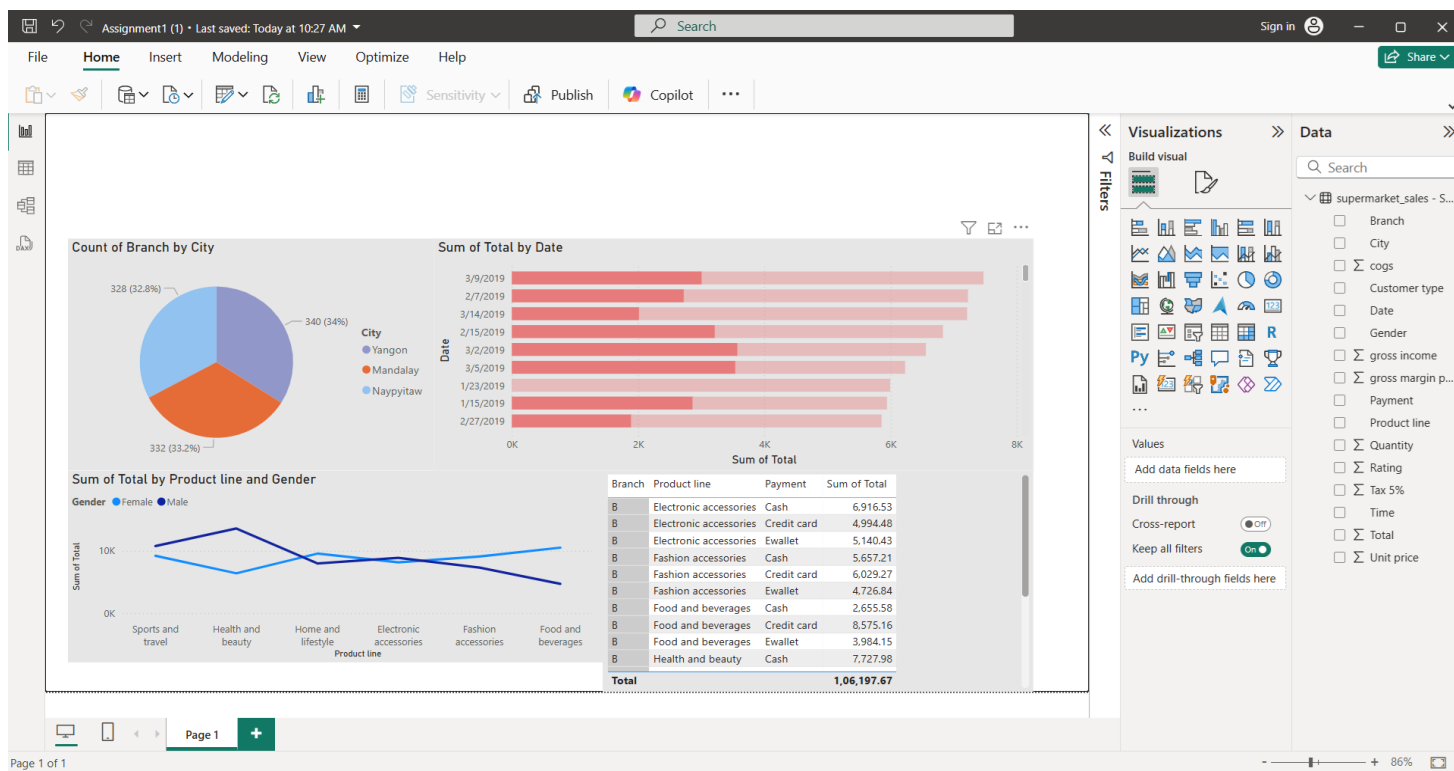 Assignment1 (1) • Last saved: Today at 10:27 AM
Search
Sign in
File Home Insert Modeling View Optimize Help
Share
Sensitivity Publish Copilot
Count of Branch by City
328 (32.8%)
340 (34%)
332 (33.2%)
City
Yangon
Mandalay
Naypyitaw
Sum of Total by Date
Date
3/9/2019
2/7/2019
3/14/2019
2/15/2019
3/2/2019
3/5/2019
1/23/2019
1/15/2019
2/27/2019
0K 2K 4K 6K 8K
Sum of Total
Sum of Total by Product line and Gender
Gender Female Male
Sum of Total
10K
0K
Sports and travel
Health and beauty
Home and lifestyle
Electronic accessories
Fashion accessories
Food and beverages
Product line
Branch Product line Payment Sum of Total
B Electronic accessories Cash 6,916.53
B Electronic accessories Credit card 4,994.48
B Electronic accessories Ewallet 5,140.43
B Fashion accessories Cash 5,657.21
B Fashion accessories Credit card 6,029.27
B Fashion accessories Ewallet 4,726.84
B Food and beverages Cash 2,655.58
B Food and beverages Credit card 8,575.16
B Food and beverages Ewallet 3,984.15
B Health and beauty Cash 7,727.98
Total 1,06,197.67
Filters
Visualizations
Build visual
123
R
Py
123
Values
Add data fields here
Drill through
Cross-report Off
Keep all filters On
Add drill-through fields here
Data
Search
supermarket_sales - S...
Branch
City
∑ cogs
Customer type
Date
Gender
∑ gross income
∑ gross margin p...
Payment
Product line
∑ Quantity
∑ Rating
∑ Tax 5%
Time
∑ Total
∑ Unit price
DAX
Page 1 +
Page 1 of 1
- + 86%